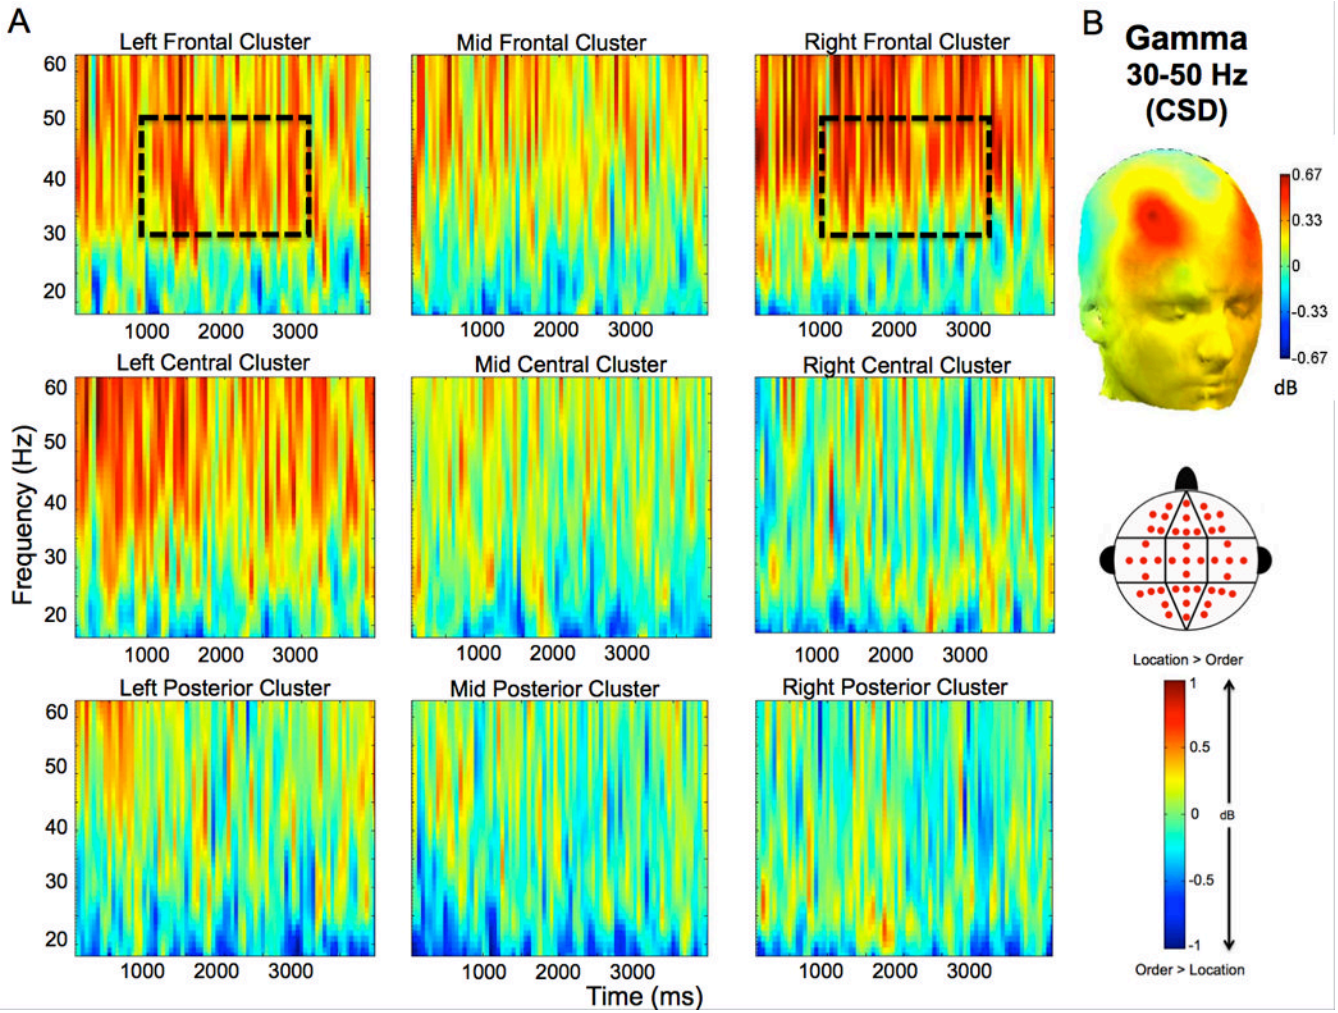 A
B
Left Frontal Cluster
Mid Frontal Cluster
Right Frontal Cluster
Gamma
30-50 Hz
(CSD)
60
50
40
30
20
1000 2000 3000
1000 2000 3000
1000 2000 3000
0.67
0.33
0
-0.33
-0.67
dB
Left Central Cluster
Mid Central Cluster
Right Central Cluster
Frequency (Hz)
60
50
40
30
20
1000 2000 3000
1000 2000 3000
1000 2000 3000
Left Posterior Cluster
Mid Posterior Cluster
Right Posterior Cluster
60
50
40
30
20
1000 2000 3000
1000 2000 3000
1000 2000 3000
Time (ms)
Location > Order
1
0.5
0
-0.5
-1
dB
Order > Location